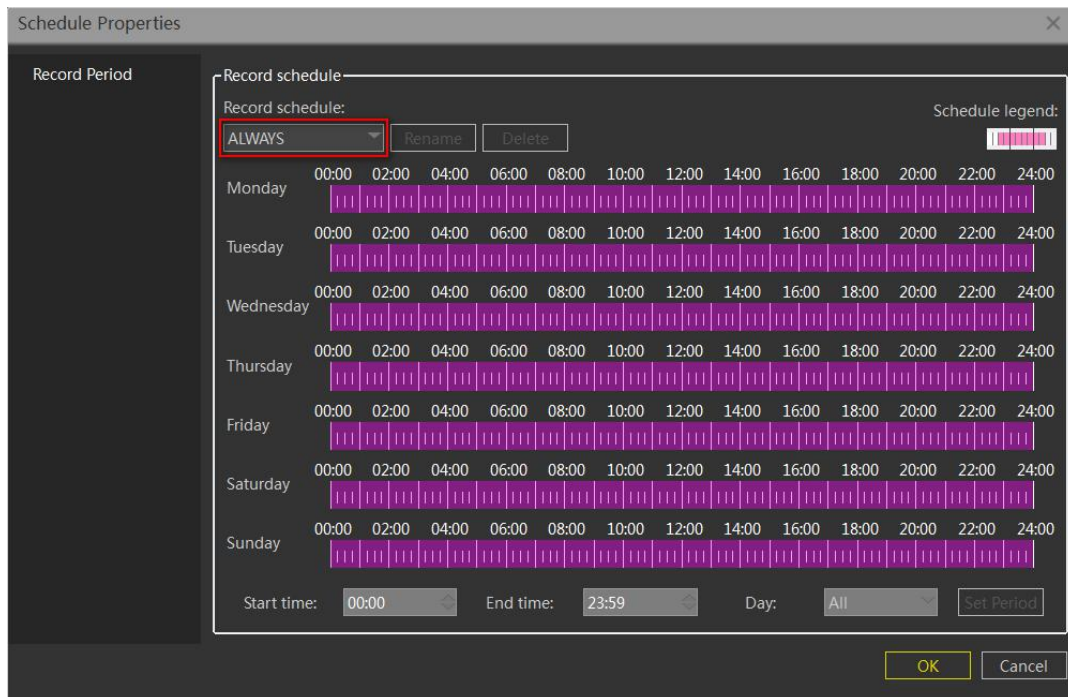 Schedule Properties
Record Period
Record schedule
Record schedule:
Schedule legend:
ALWAYS Rename Delete
00:00 02:00 04:00 06:00 08:00 10:00 12:00 14:00 16:00 18:00 20:00 22:00 24:00
Monday
00:00 02:00 04:00 06:00 08:00 10:00 12:00 14:00 16:00 18:00 20:00 22:00 24:00
Tuesday
00:00 02:00 04:00 06:00 08:00 10:00 12:00 14:00 16:00 18:00 20:00 22:00 24:00
Wednesday
00:00 02:00 04:00 06:00 08:00 10:00 12:00 14:00 16:00 18:00 20:00 22:00 24:00
Thursday
00:00 02:00 04:00 06:00 08:00 10:00 12:00 14:00 16:00 18:00 20:00 22:00 24:00
Friday
00:00 02:00 04:00 06:00 08:00 10:00 12:00 14:00 16:00 18:00 20:00 22:00 24:00
Saturday
00:00 02:00 04:00 06:00 08:00 10:00 12:00 14:00 16:00 18:00 20:00 22:00 24:00
Sunday
Start time: 00:00 End time: 23:59 Day: All Set Period
OK Cancel